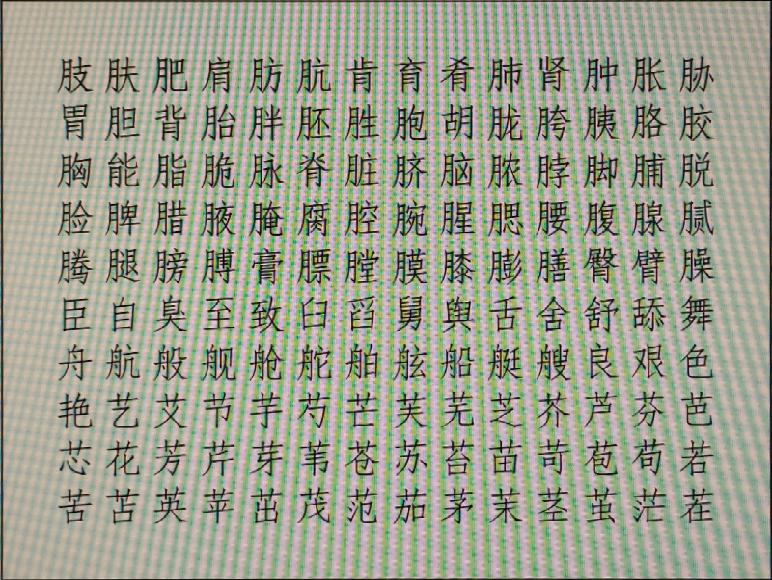 肢肤肥肩肪肮肯育肴肺肾肿胀胁
胃胆背胎胖胚胜胞胡胧胯胰胳胶
胸能脂脆脉脊脏脐脑脓脖脚脯脱
脸脾腊腋腌腐腔腕腥腮腰腹腺腻
腾腿膀膊膏膘膛膜膝膨膳臀臂臊
臣自臭至致臼舀舅舆舌舍舒舔舞
舟航般舰舱舵舶舷船艇艘良艰色
艳艺艾节芋芍芒芙芜芝芥芦芬芭
芯花芳芹芽苇苍苏苔苗苛苞苟若
苦苫英苹茁茂范茄茅茉茎茧茫茬